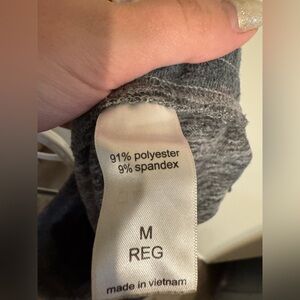 91% polyester
9% spandex
M
REG
made in vietnam